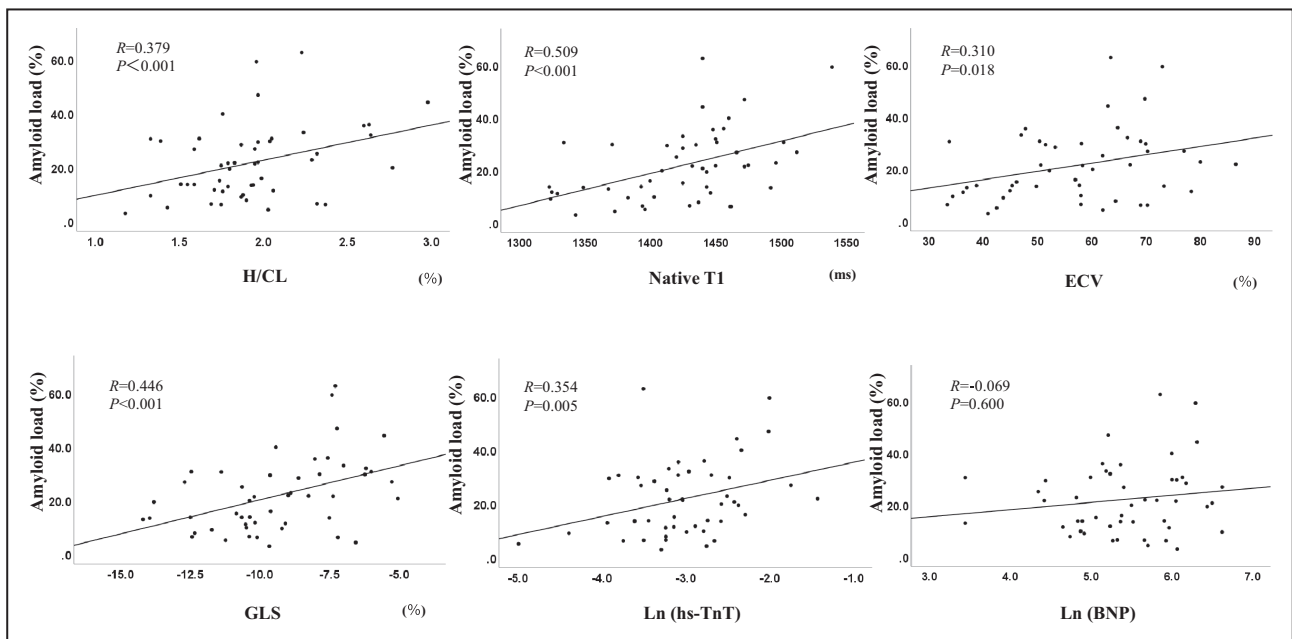 R=0.379
P<0.001
Amyloid load (%)
60.0
40.0
20.0
.0
1.0 1.5 2.0 2.5 3.0
H/CL (%)
R=0.509
P<0.001
Amyloid load (%)
60.0
40.0
20.0
.0
1300 1350 1400 1450 1500 1550
Native T1 (ms)
R=0.310
P=0.018
Amyloid load (%)
60.0
40.0
20.0
.0
30 40 50 60 70 80 90
ECV (%)
R=0.446
P<0.001
Amyloid load (%)
60.0
40.0
20.0
.0
-15.0 -12.5 -10.0 -7.5 -5.0
GLS (%)
R=0.354
P=0.005
Amyloid load (%)
60.0
40.0
20.0
.0
-5.0 -4.0 -3.0 -2.0 -1.0
Ln (hs-TnT)
R=-0.069
P=0.600
Amyloid load (%)
60.0
40.0
20.0
.0
3.0 4.0 5.0 6.0 7.0
Ln (BNP)